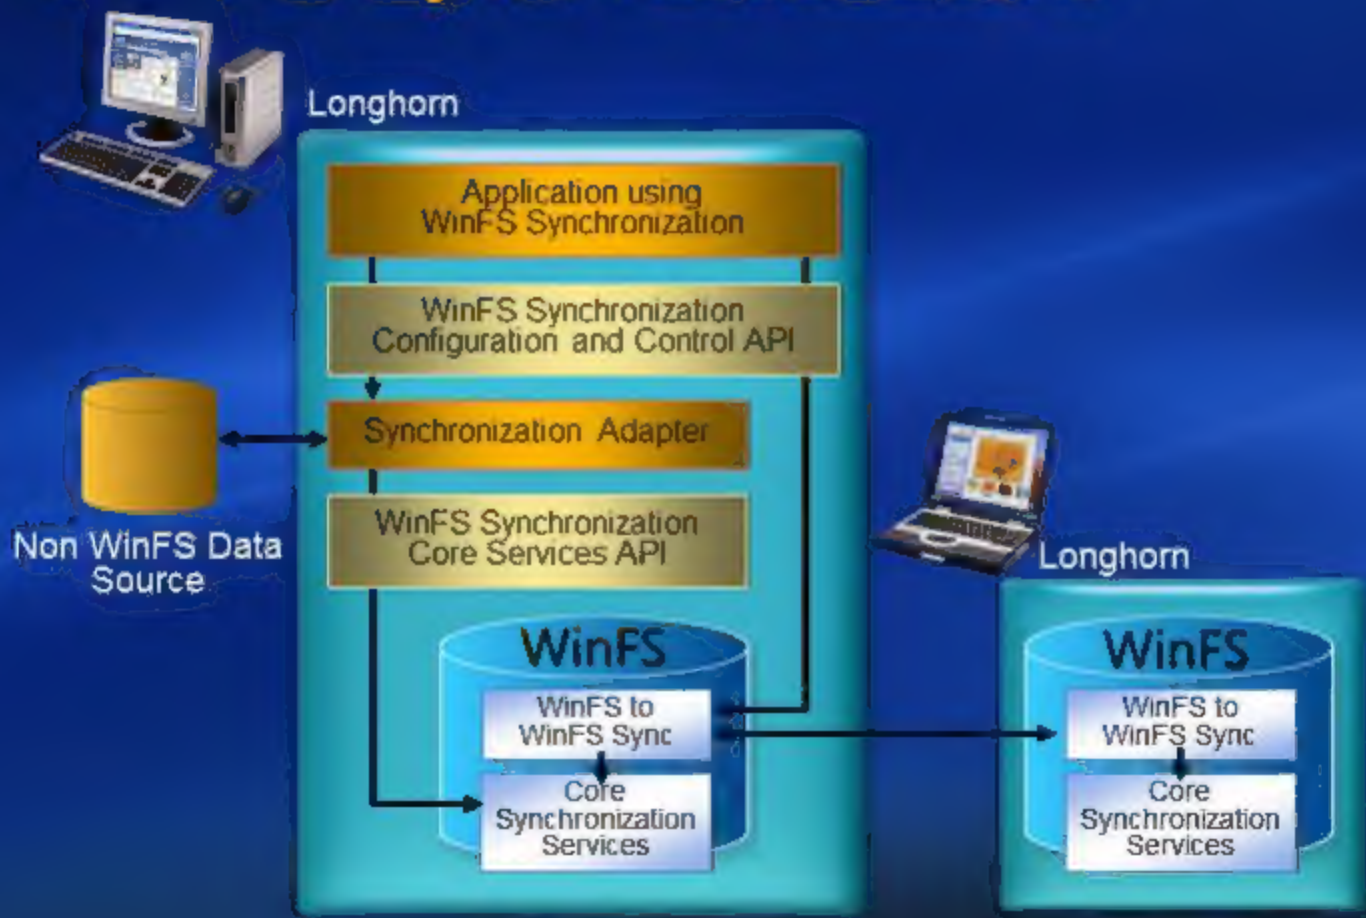 Longhorn
Application using
WinFS Synchronization
WinFS Synchronization
Configuration and Control API
Synchronization Adapter
WinFS Synchronization
Core Services API
Non WinFS Data
Source
WinFS
WinFS to
WinFS Sync
Core
Synchronization
Services
Longhorn
WinFS
WinFS to
WinFS Sync
Core
Synchronization
Services